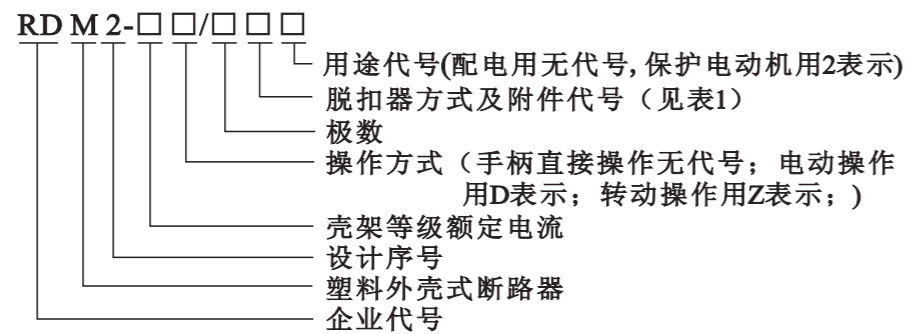 RDM2-□□/□□□
用途代号(配电用无代号,保护电动机用2表示)
脱扣器方式及附件代号（见表1）
极数
操作方式（手柄直接操作无代号；电动操作
用D表示；转动操作用Z表示；)
壳架等级额定电流
设计序号
塑料外壳式断路器
企业代号